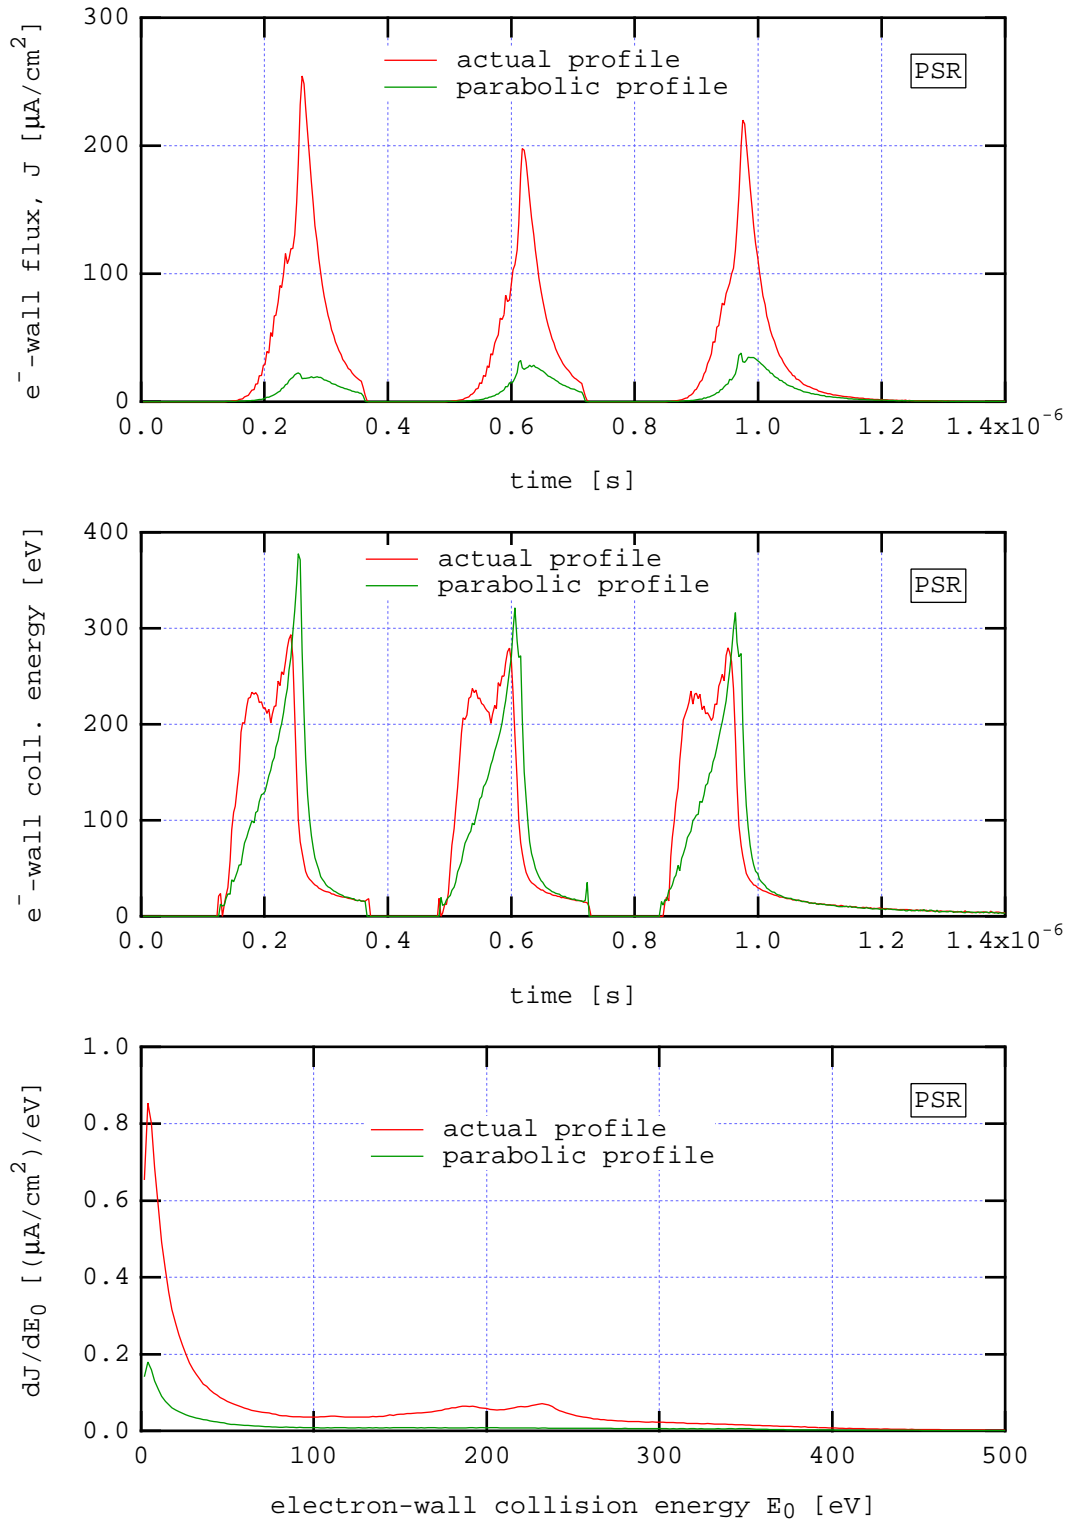 300
200
100
0
e⁻-wall flux, J [μA/cm²]
actual profile
parabolic profile
PSR
0.0 0.2 0.4 0.6 0.8 1.0 1.2 1.4x10⁻⁶
time [s]
400
300
200
100
0
e⁻-wall coll. energy [eV]
actual profile
parabolic profile
PSR
0.0 0.2 0.4 0.6 0.8 1.0 1.2 1.4x10⁻⁶
time [s]
1.0
0.8
0.6
0.4
0.2
0.0
dJ/dE₀ [(μA/cm²)/eV]
actual profile
parabolic profile
PSR
0 100 200 300 400 500
electron-wall collision energy E₀ [eV]